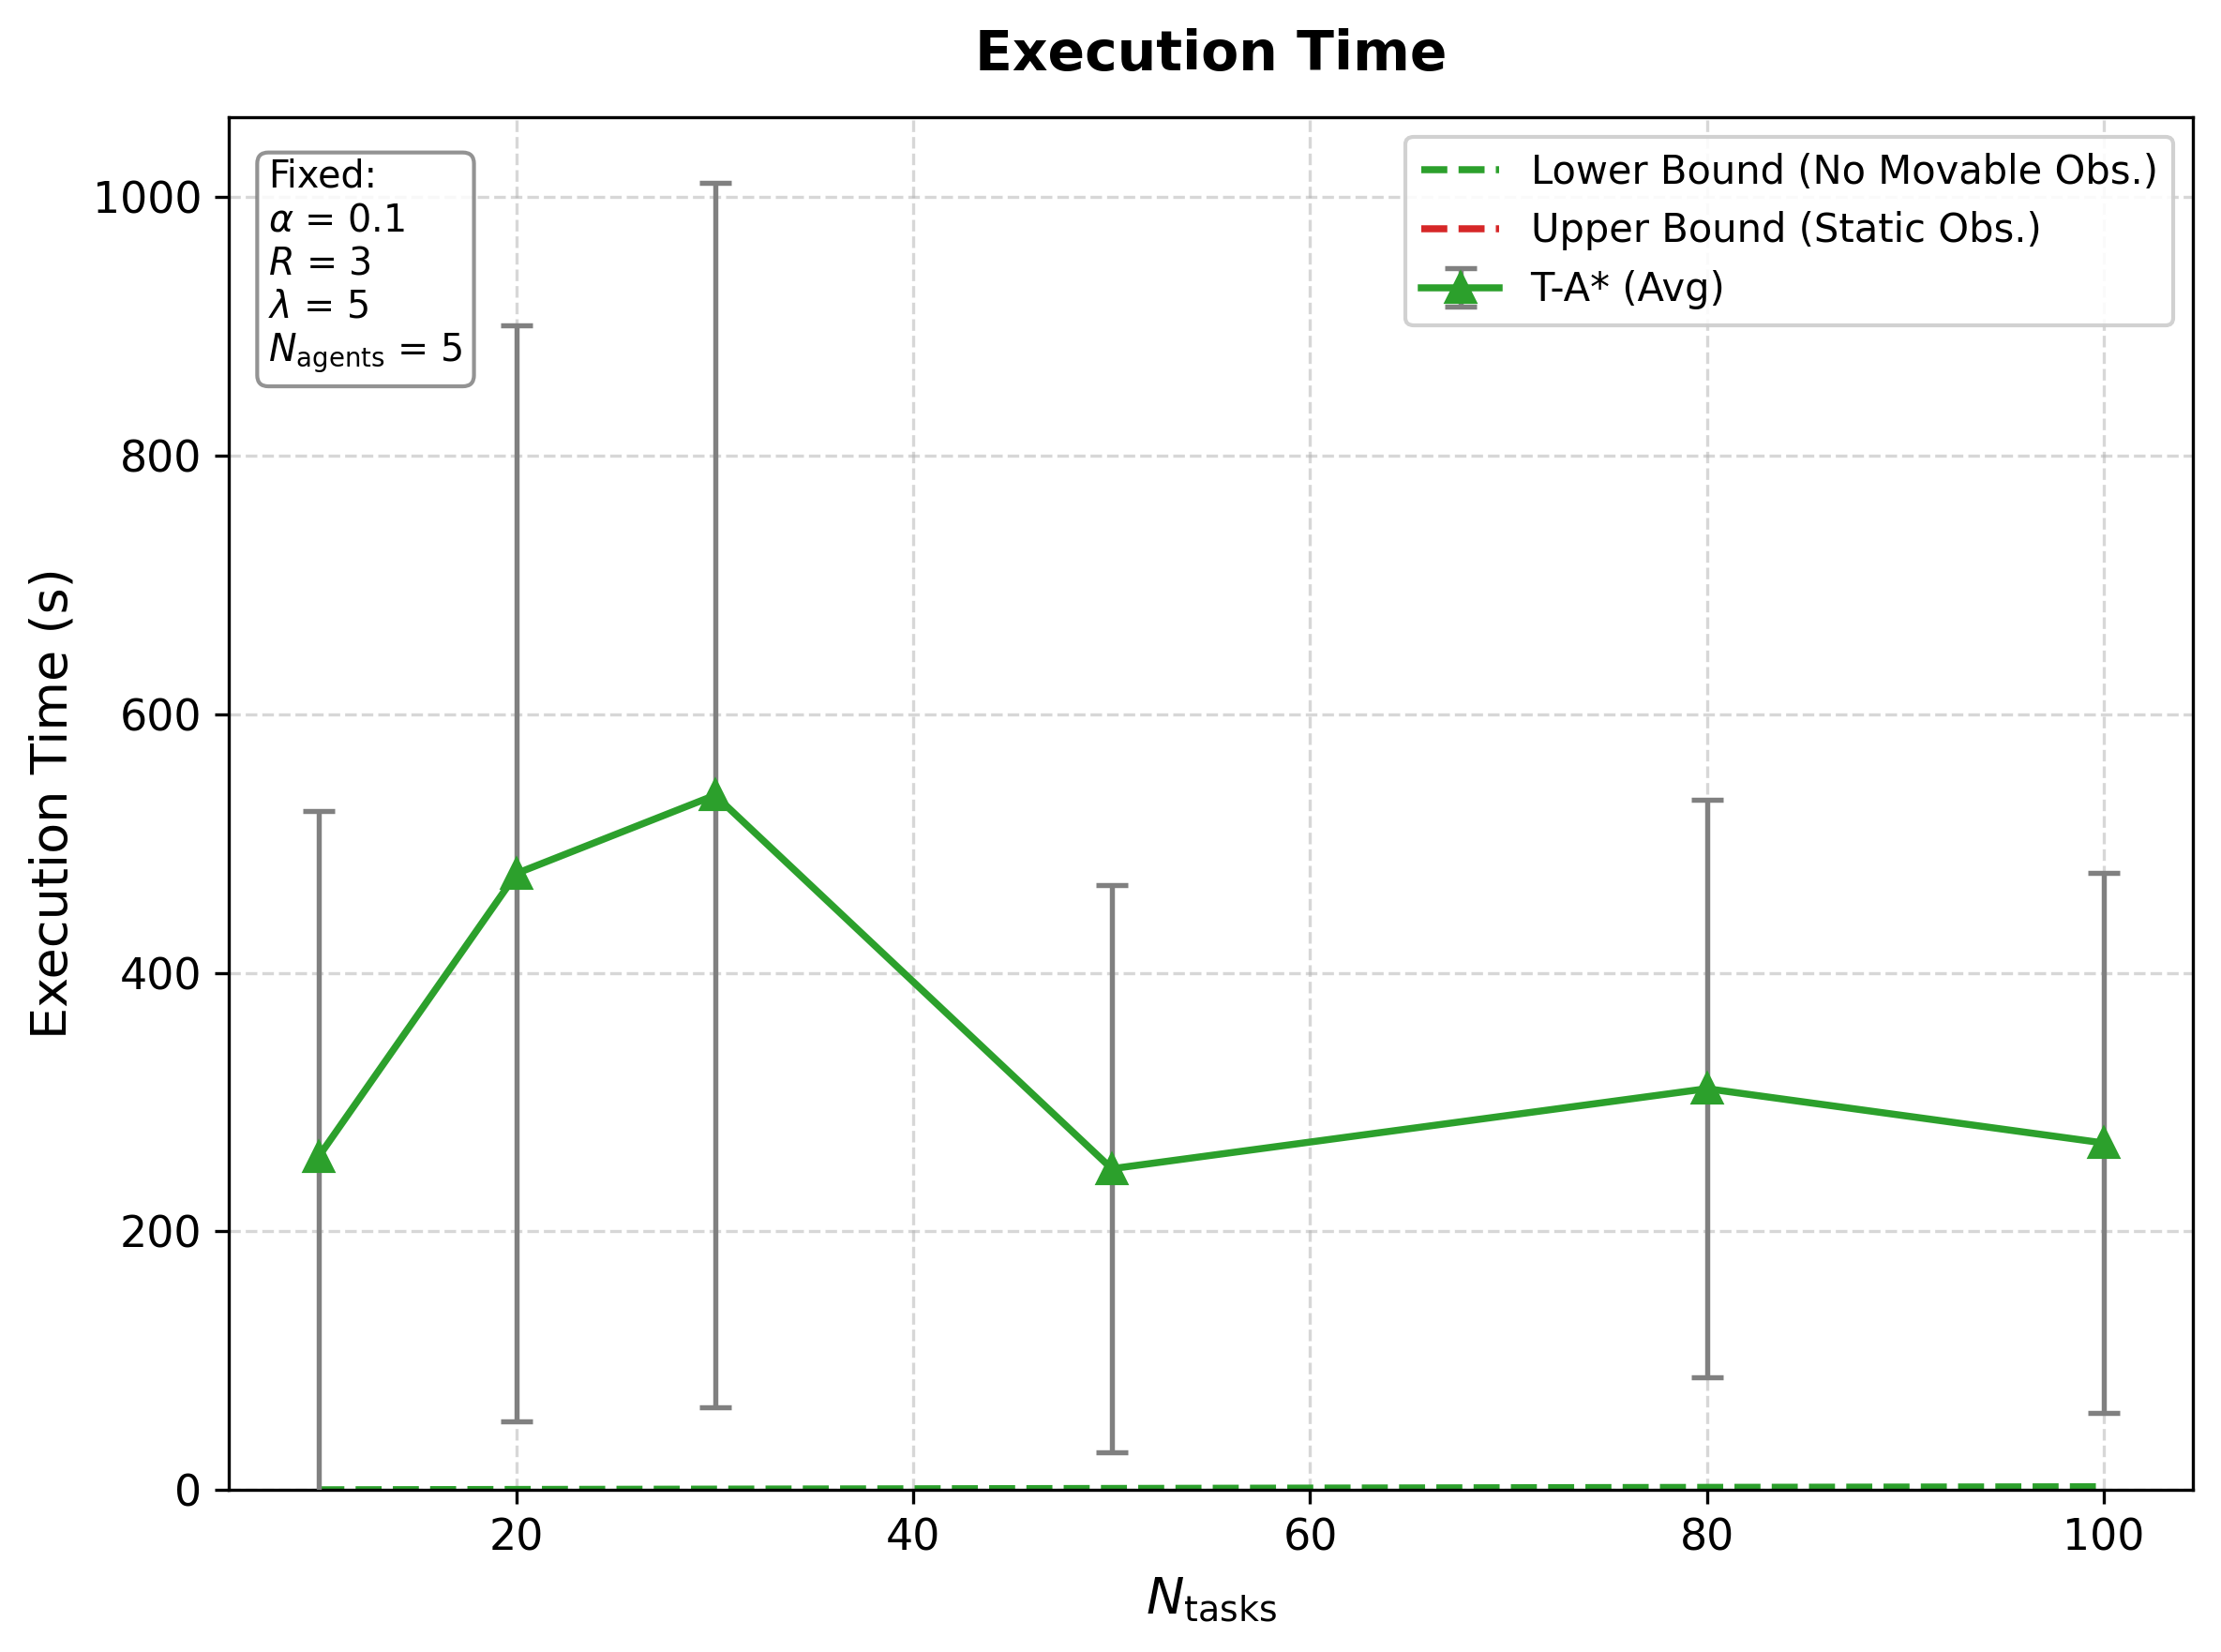 Execution Time
Fixed:
α = 0.1
R = 3
λ = 5
N_agents = 5
Lower Bound (No Movable Obs.)
Upper Bound (Static Obs.)
T-A* (Avg)
Execution Time (s)
1000
800
600
400
200
0
20 40 60 80 100
N_tasks